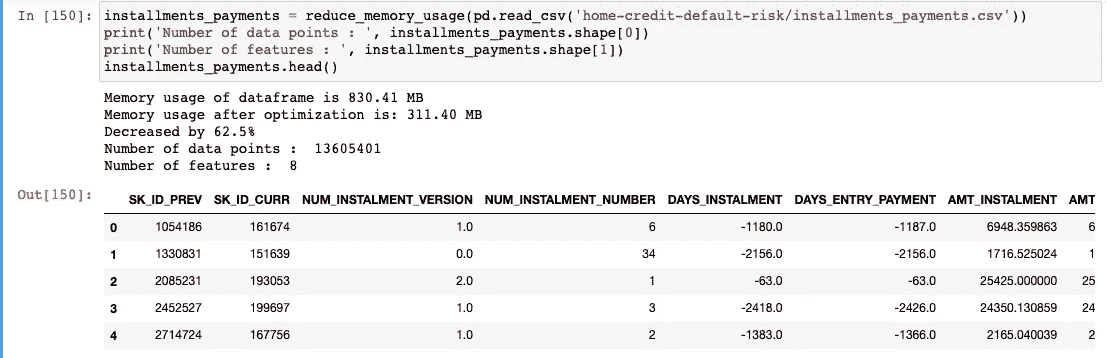 In [150]: installments_payments = reduce_memory_usage(pd.read_csv('home-credit-default-risk/installments_payments.csv'))
print('Number of data points : ', installments_payments.shape[0])
print('Number of features : ', installments_payments.shape[1])
installments_payments.head()
Memory usage of dataframe is 830.41 MB
Memory usage after optimization is: 311.40 MB
Decreased by 62.5%
Number of data points :  13605401
Number of features :  8
Out[150]:
SK_ID_PREV SK_ID_CURR NUM_INSTALMENT_VERSION NUM_INSTALMENT_NUMBER DAYS_INSTALMENT DAYS_ENTRY_PAYMENT AMT_INSTALMENT AMT
0 1054186 161674 1.0 6 -1180.0 -1187.0 6948.359863 6
1 1330831 151639 0.0 34 -2156.0 -2156.0 1716.525024 1
2 2085231 193053 2.0 1 -63.0 -63.0 25425.000000 25
3 2452527 199697 1.0 3 -2418.0 -2426.0 24350.130859 24
4 2714724 167756 1.0 2 -1383.0 -1366.0 2165.040039 2